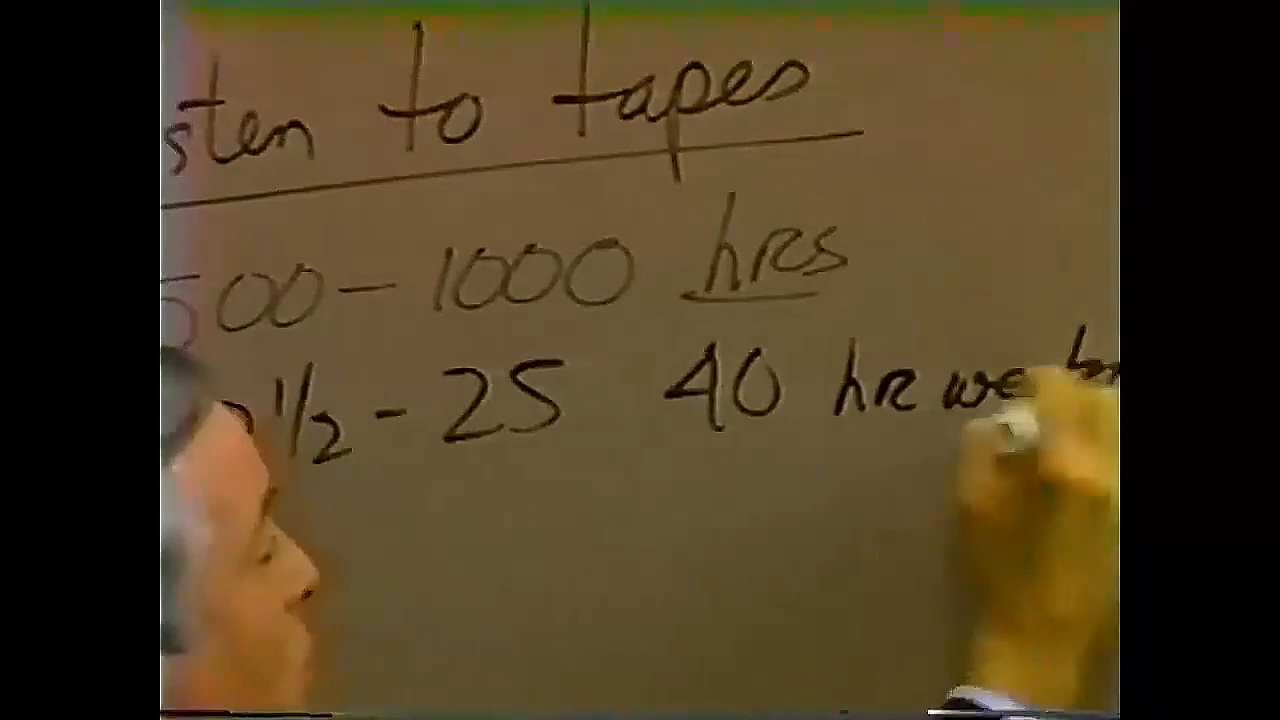 sten to tapes
500 - 1000 hrs
1/2 - 25 40 hr we